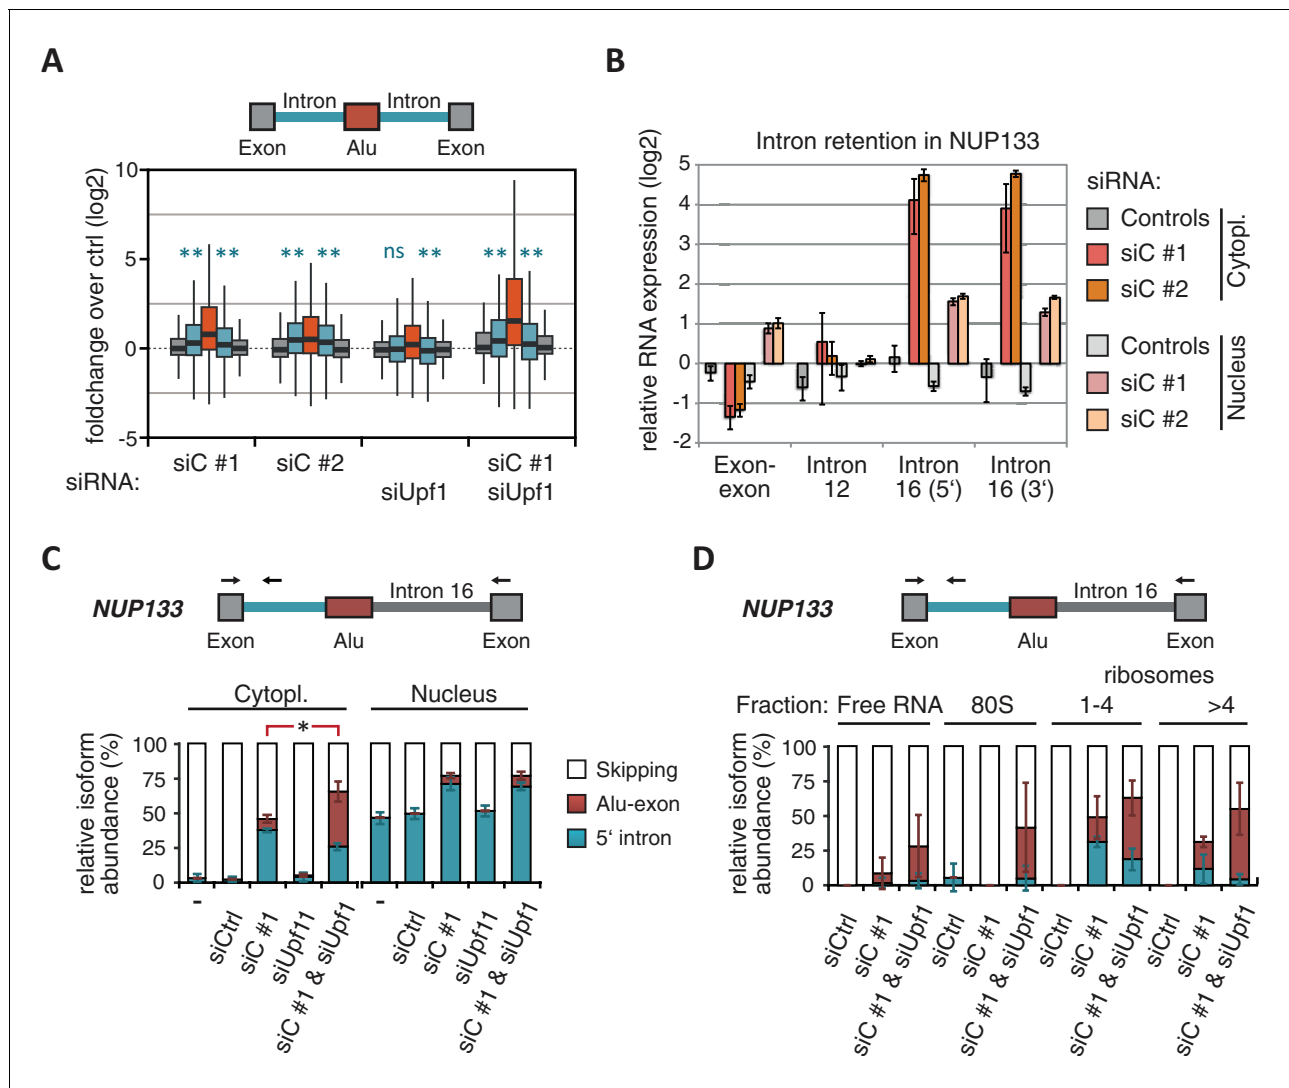 A
Intron Intron
Exon Alu Exon
foldchange over ctrl (log2)
10
5
0
-5
** ** ** ** ns ** ** **
siRNA:
siC #1 siC #2 siUpf1 siC #1
siUpf1
B
Intron retention in NUP133
relative RNA expression (log2)
5
4
3
2
1
0
-1
-2
Exon-
exon
Intron
12
Intron
16 (5‘)
Intron
16 (3‘)
siRNA:
Controls
siC #1
siC #2
Cytopl.
Controls
siC #1
siC #2
Nucleus
C
NUP133
Intron 16
Exon Alu Exon
Cytopl. Nucleus
*
relative isoform
abundance (%)
100
75
50
25
0
-
siCtrl
siC #1
siUpf11
siC #1 & siUpf1
-
siCtrl
siC #1
siUpf11
siC #1 & siUpf1
Skipping
Alu-exon
5‘ intron
D
NUP133
Intron 16
Exon Alu Exon
ribosomes
Fraction: Free RNA 80S 1-4 >4
relative isoform
abundance (%)
100
75
50
25
0
siCtrl
siC #1
siC #1 & siUpf1
siCtrl
siC #1
siC #1 & siUpf1
siCtrl
siC #1
siC #1 & siUpf1
siCtrl
siC #1
siC #1 & siUpf1